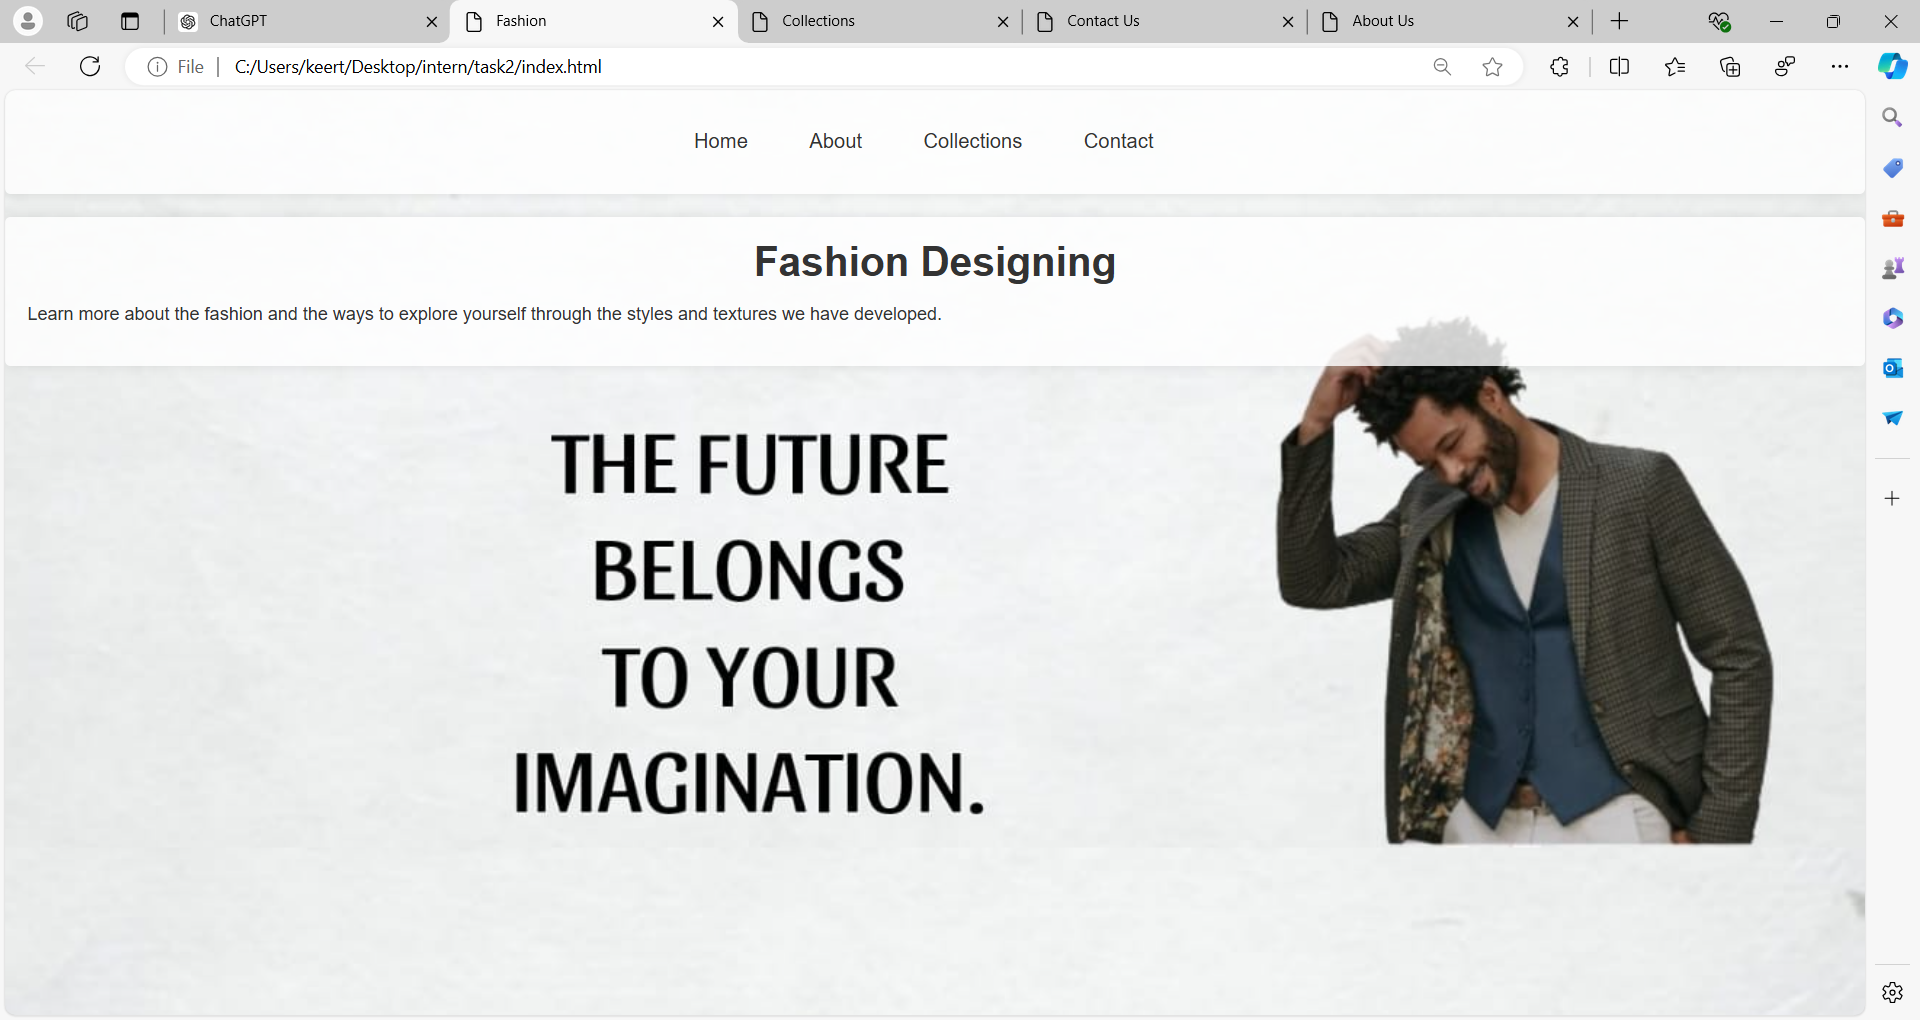 ChatGPT
Fashion
Collections
Contact Us
About Us
File
C:/Users/keert/Desktop/intern/task2/index.html
Home
About
Collections
Contact
Fashion Designing
Learn more about the fashion and the ways to explore yourself through the styles and textures we have developed.
THE FUTURE
BELONGS
TO YOUR
IMAGINATION.